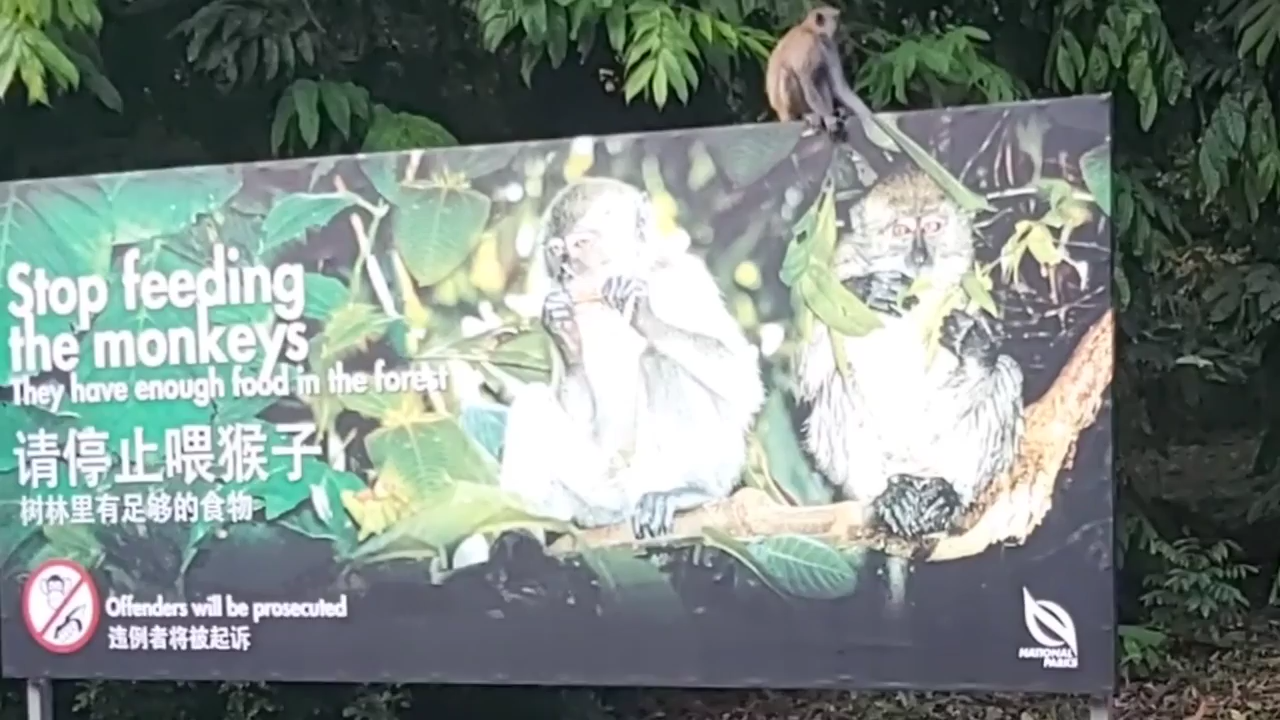 Stop feeding
the monkeys
They have enough food in the forest
请停止喂猴子
树林里有足够的食物
Offenders will be prosecuted
违例者将被起诉
NATIONAL
PARKS